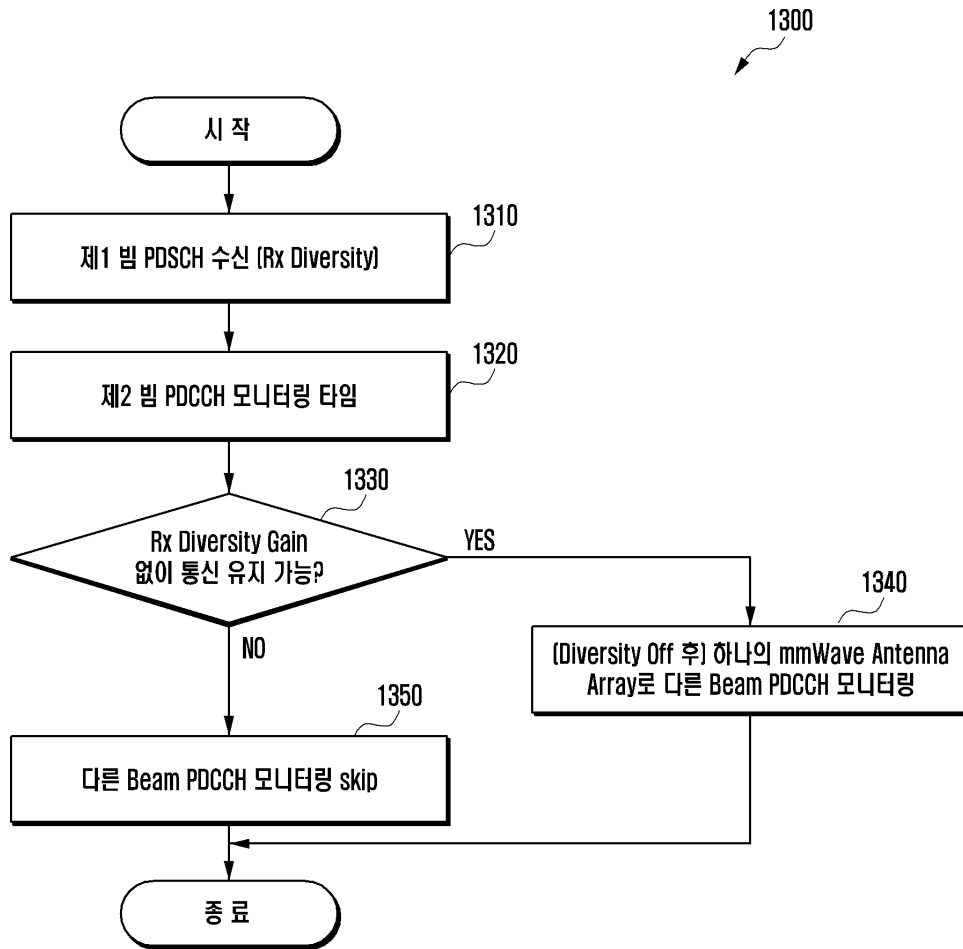 1300
시 작
1310
제1 빔 PDSCH 수신 (Rx Diversity)
1320
제2 빔 PDCCH 모니터링 타임
1330
Rx Diversity Gain
없이 통신 유지 가능?
YES
NO
1340
(Diversity Off 후) 하나의 mmWave Antenna
Array로 다른 Beam PDCCH 모니터링
1350
다른 Beam PDCCH 모니터링 skip
종 료